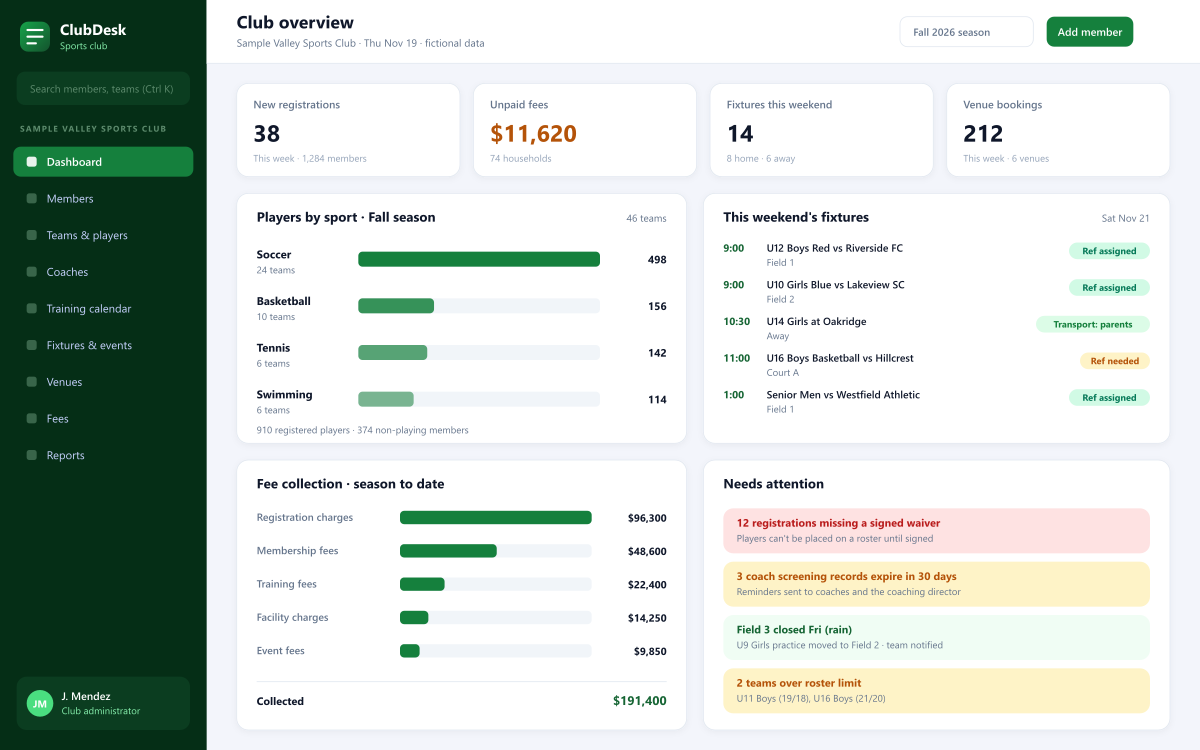 ClubDesk
Sports club
Search members, teams (Ctrl K)
SAMPLE VALLEY SPORTS CLUB
Dashboard
Members
Teams & players
Coaches
Training calendar
Fixtures & events
Venues
Fees
Reports
JM
J. Mendez
Club administrator
Club overview
Sample Valley Sports Club · Thu Nov 19 · fictional data
Fall 2026 season
Add member
New registrations
38
This week · 1,284 members
Unpaid fees
$11,620
74 households
Fixtures this weekend
14
8 home · 6 away
Venue bookings
212
This week · 6 venues
Players by sport · Fall season
46 teams
Soccer
24 teams
498
Basketball
10 teams
156
Tennis
6 teams
142
Swimming
6 teams
114
910 registered players · 374 non-playing members
This weekend's fixtures
Sat Nov 21
9:00 U12 Boys Red vs Riverside FC
Field 1
Ref assigned
9:00 U10 Girls Blue vs Lakeview SC
Field 2
Ref assigned
10:30 U14 Girls at Oakridge
Away
Transport: parents
11:00 U16 Boys Basketball vs Hillcrest
Court A
Ref needed
1:00 Senior Men vs Westfield Athletic
Field 1
Ref assigned
Fee collection · season to date
Registration charges $96,300
Membership fees $48,600
Training fees $22,400
Facility charges $14,250
Event fees $9,850
Collected $191,400
Needs attention
12 registrations missing a signed waiver
Players can't be placed on a roster until signed
3 coach screening records expire in 30 days
Reminders sent to coaches and the coaching director
Field 3 closed Fri (rain)
U9 Girls practice moved to Field 2 · team notified
2 teams over roster limit
U11 Boys (19/18), U16 Boys (21/20)